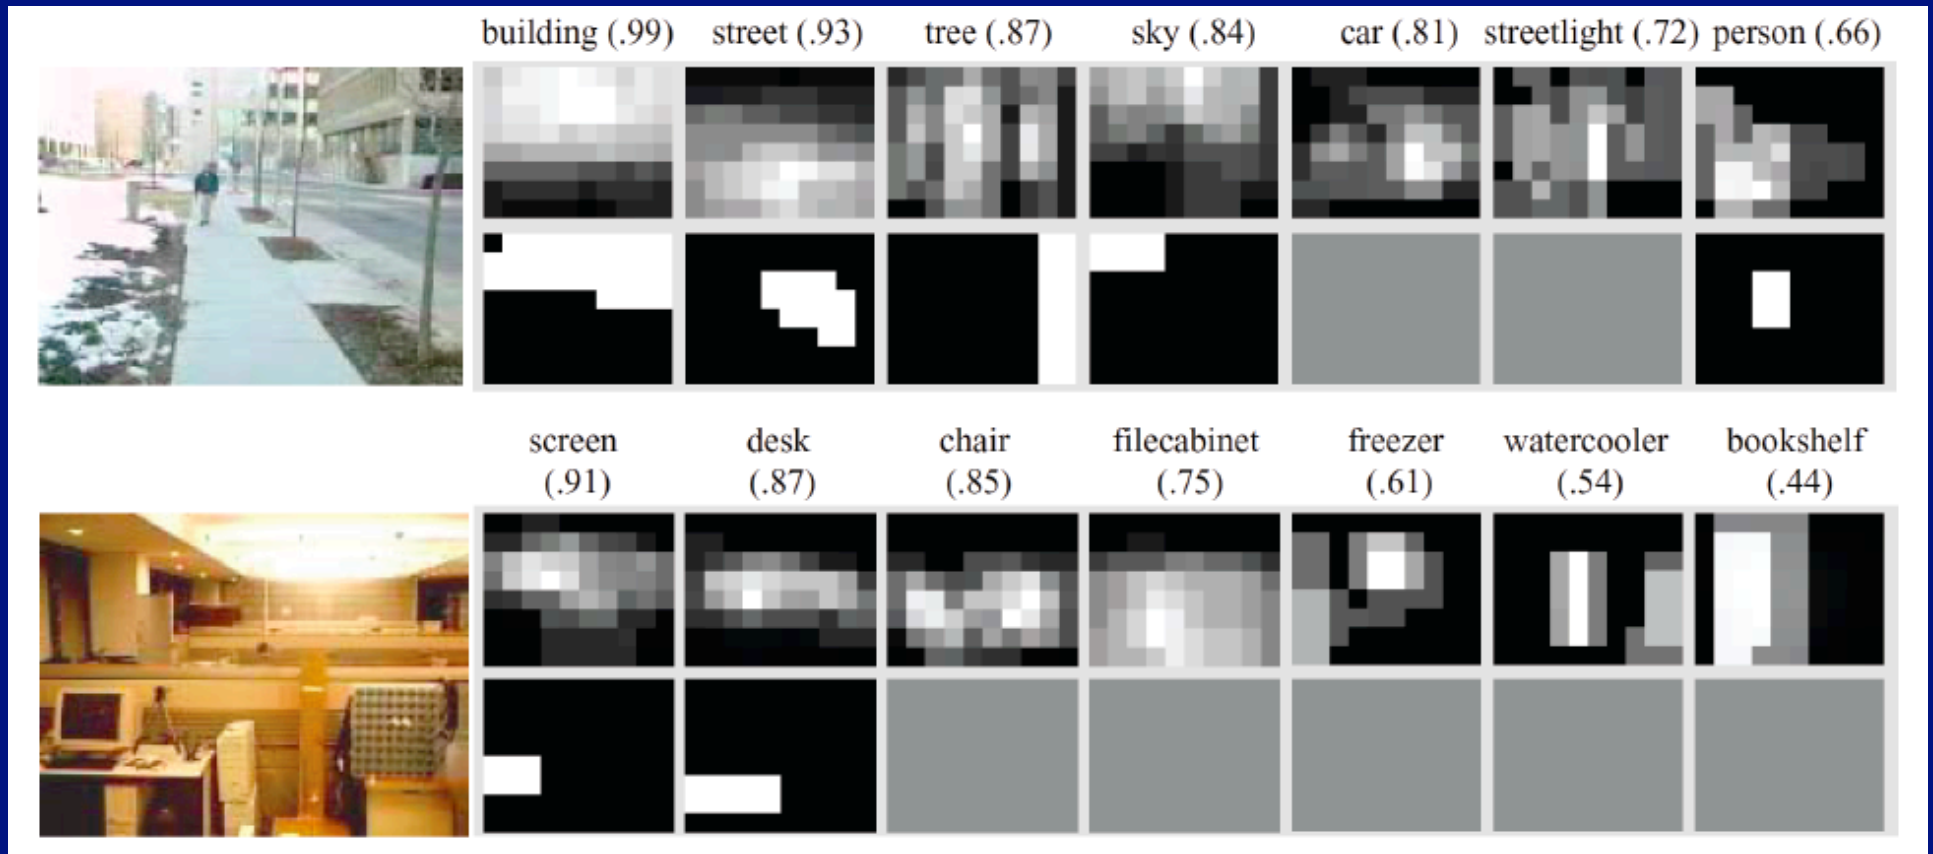 building (.99) street (.93) tree (.87) sky (.84) car (.81) streetlight (.72) person (.66)
screen desk chair filecabinet freezer watercooler bookshelf
(.91) (.87) (.85) (.75) (.61) (.54) (.44)